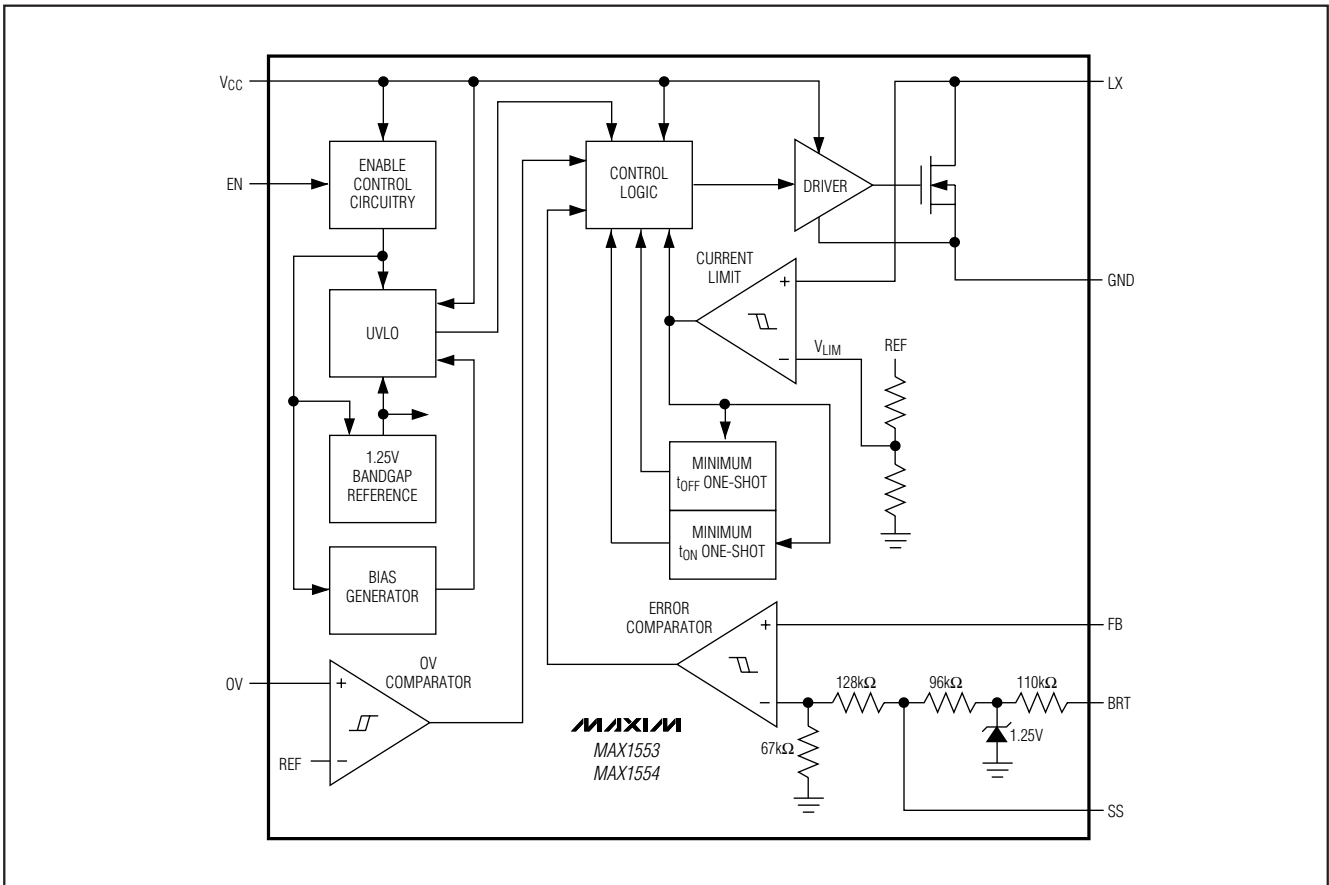 VCC
LX
EN
ENABLE
CONTROL
CIRCUITRY
CONTROL
LOGIC
DRIVER
CURRENT
LIMIT
+
GND
UVLO
VLIM
−
REF
1.25V
BANDGAP
REFERENCE
MINIMUM
tOFF ONE-SHOT
MINIMUM
tON ONE-SHOT
BIAS
GENERATOR
ERROR
COMPARATOR
+
FB
OV
+
OV
COMPARATOR
−
128kΩ
96kΩ
110kΩ
BRT
1.25V
67kΩ
REF
−
MAXIM
MAX1553
MAX1554
SS